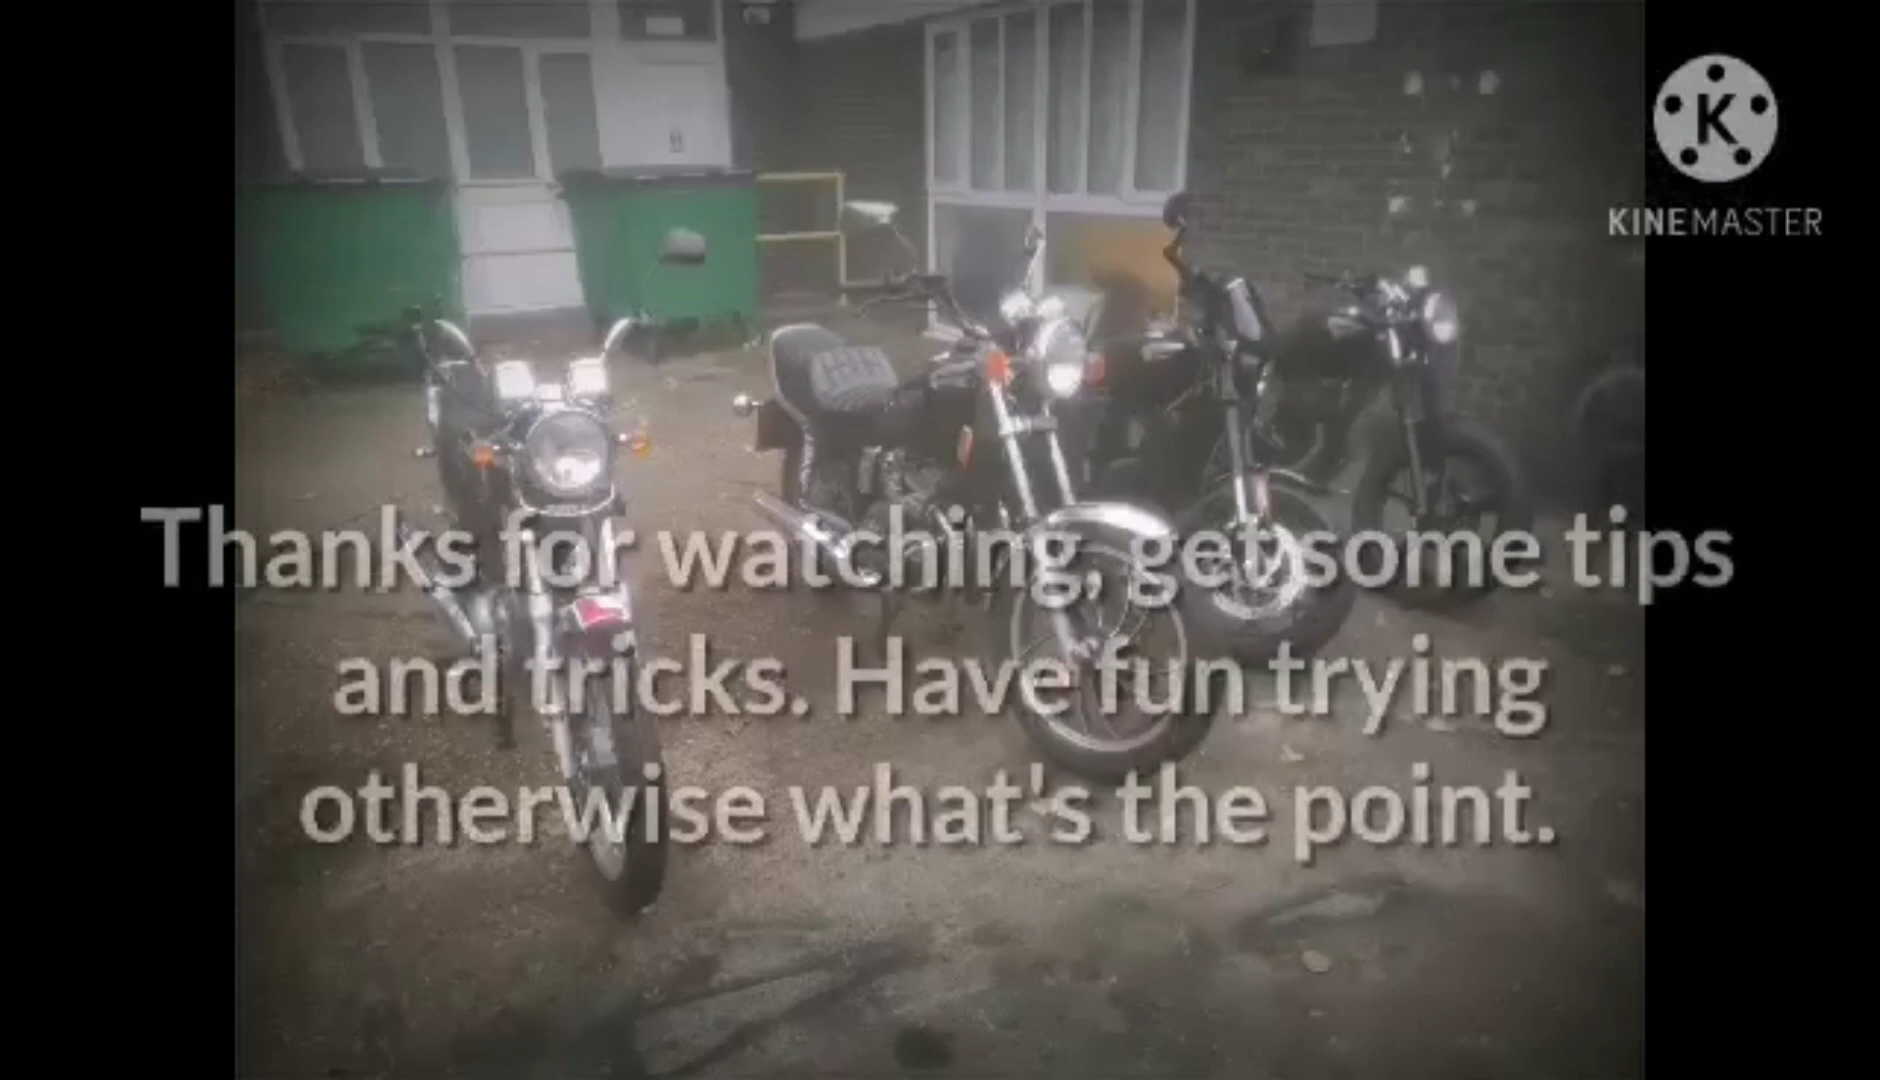 K
KINEMASTER
Thanks for watching, get some tips
and tricks. Have fun trying
otherwise what's the point.